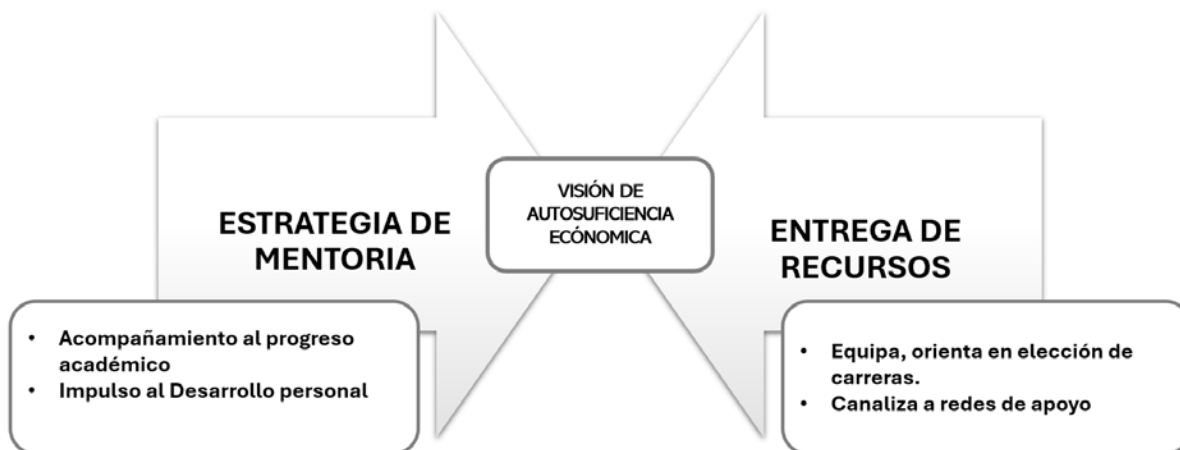 ESTRATEGIA DE
MENTORIA
• Acompañamiento al progreso
académico
• Impulso al Desarrollo personal
VISIÓN DE
AUTOSUFICIENCIA
ECÓNOMICA
ENTREGA DE
RECURSOS
• Equipa, orienta en elección de
carreras.
• Canaliza a redes de apoyo